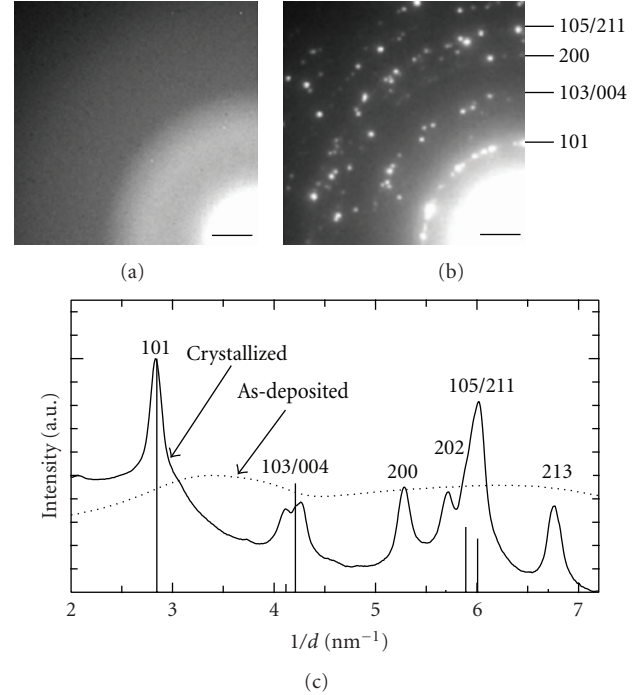 105/211
200
103/004
101
(a)
(b)
101
Crystallized
As-deposited
105/211
103/004
200
202
213
Intensity (a.u.)
2 3 4 5 6 7
1/d (nm⁻¹)
(c)